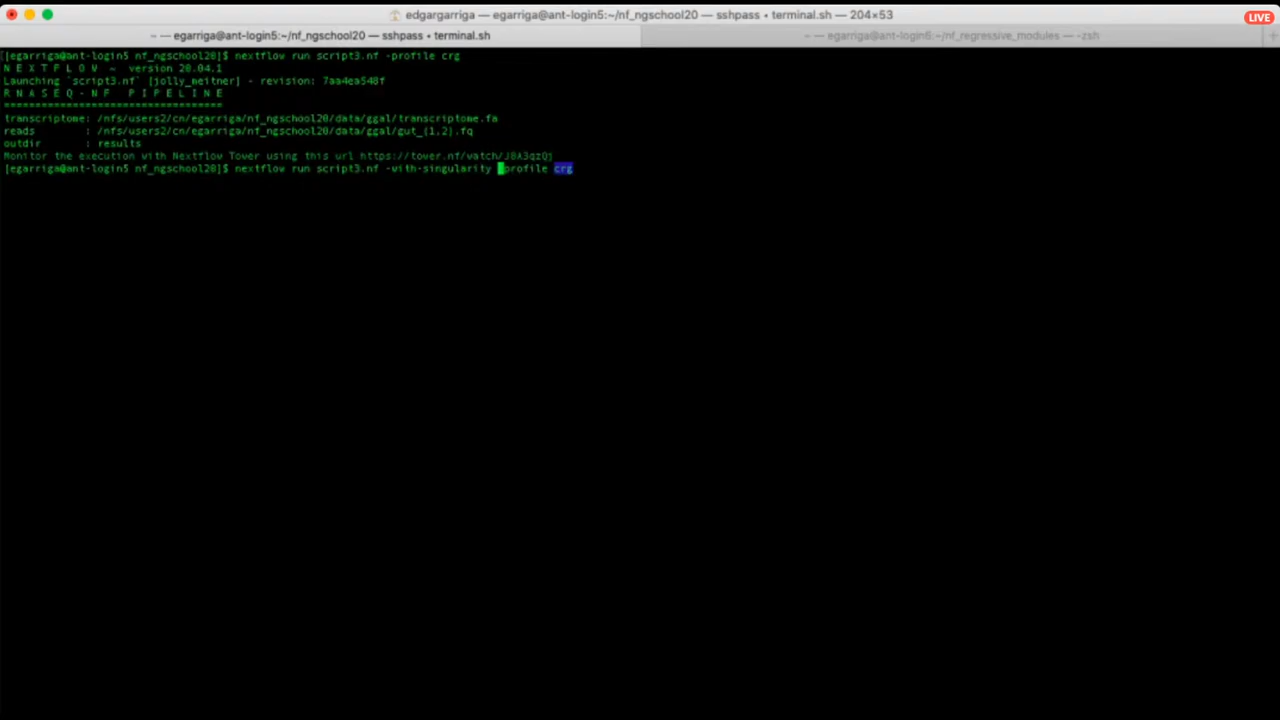 LIVE
edgargarriga — egarriga@ant-login5:~/nf_ngschool20 — sshpass • terminal.sh — 204×53
~ — egarriga@ant-login5:~/nf_ngschool20 — sshpass • terminal.sh
~ — egarriga@ant-login6:~/nf_regressive_modules — -zsh
[[egarriga@ant-login5 nf_ngschool20]$ nextflow run script3.nf -profile crg
N E X T F L O W ~ version 20.04.1
Launching `script3.nf` [jolly_meitner] - revision: 7aa4ea548f
R N A S E Q - N F P I P E L I N E
===================================
transcriptome: /nfs/users2/cn/egarriga/nf_ngschool20/data/ggal/transcriptome.fa
reads : /nfs/users2/cn/egarriga/nf_ngschool20/data/ggal/gut_{1,2}.fq
outdir : results
Monitor the execution with Nextflow Tower using this url https://tower.nf/watch/
[egarriga@ant-login5 nf_ngschool20]$ nextflow run script3.nf -with-singularity -profile crg